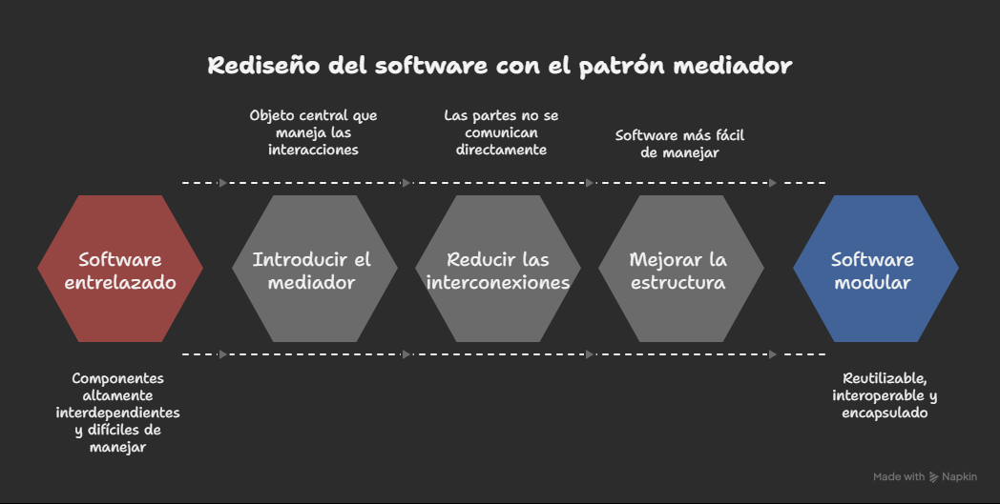 Rediseño del software con el patrón mediador
Objeto central que
maneja las
interacciones
Las partes no se
comunican
directamente
Software más fácil
de manejar
Software
entrelazado
Introducir el
mediador
Reducir las
interconexiones
Mejorar la
estructura
Software
modular
Componentes
altamente
interdependientes
y difíciles de
manejar
Reutilizable,
interoperable y
encapsulado
Made with Napkin